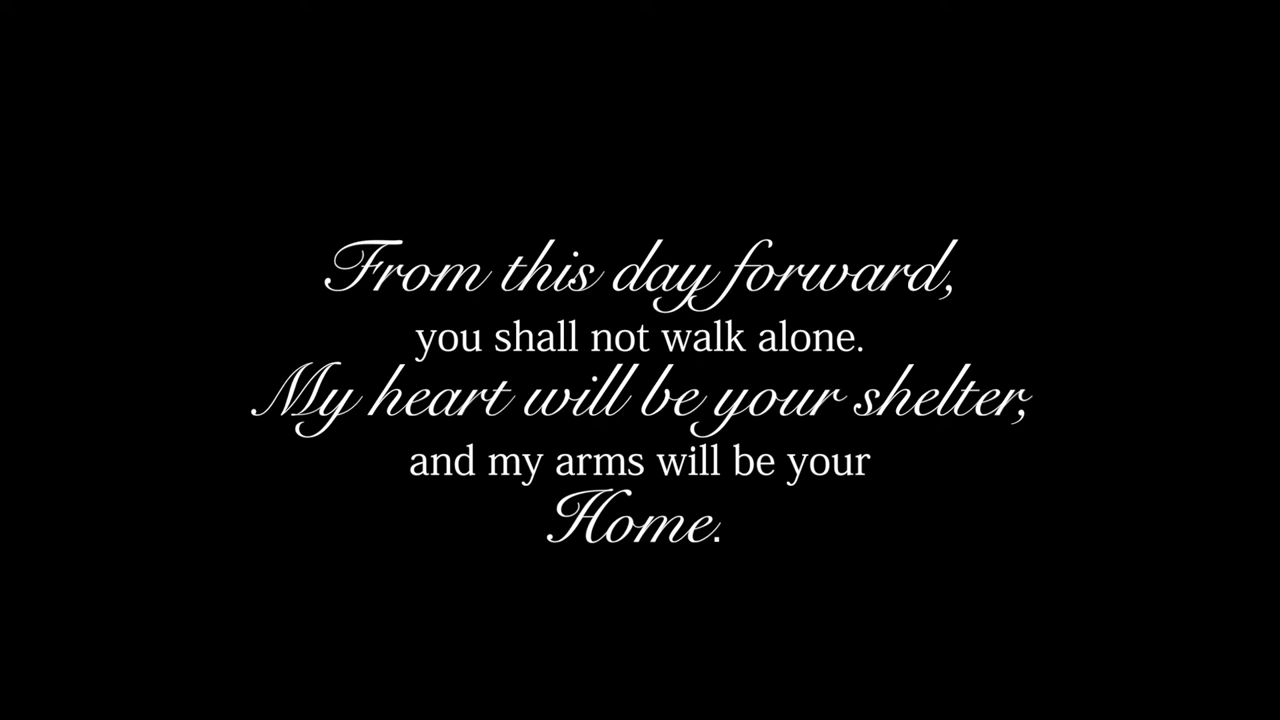 From this day forward,
you shall not walk alone.
My heart will be your shelter,
and my arms will be your
Home.